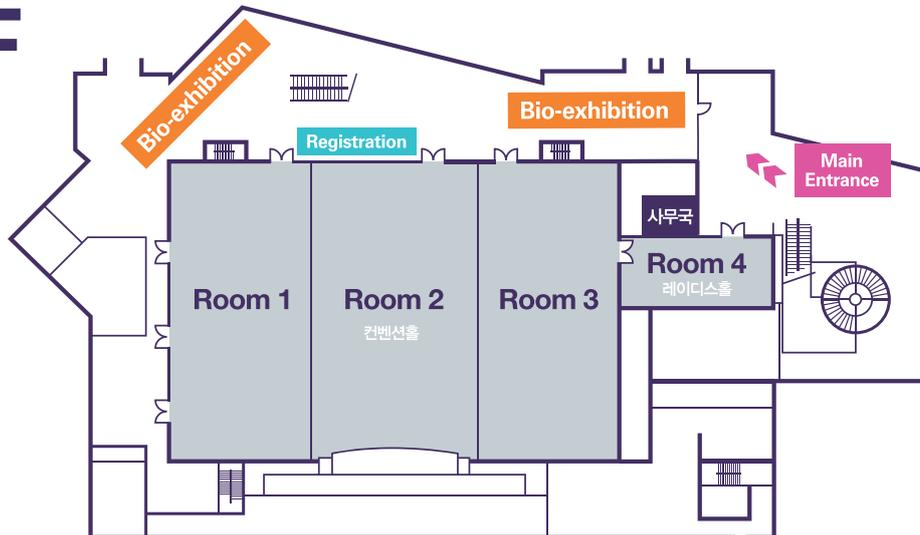 F
Bio-exhibition
Bio-exhibition
Registration
Main
Entrance
사무국
Room 1
Room 2
컨벤션홀
Room 3
Room 4
레이디스홀